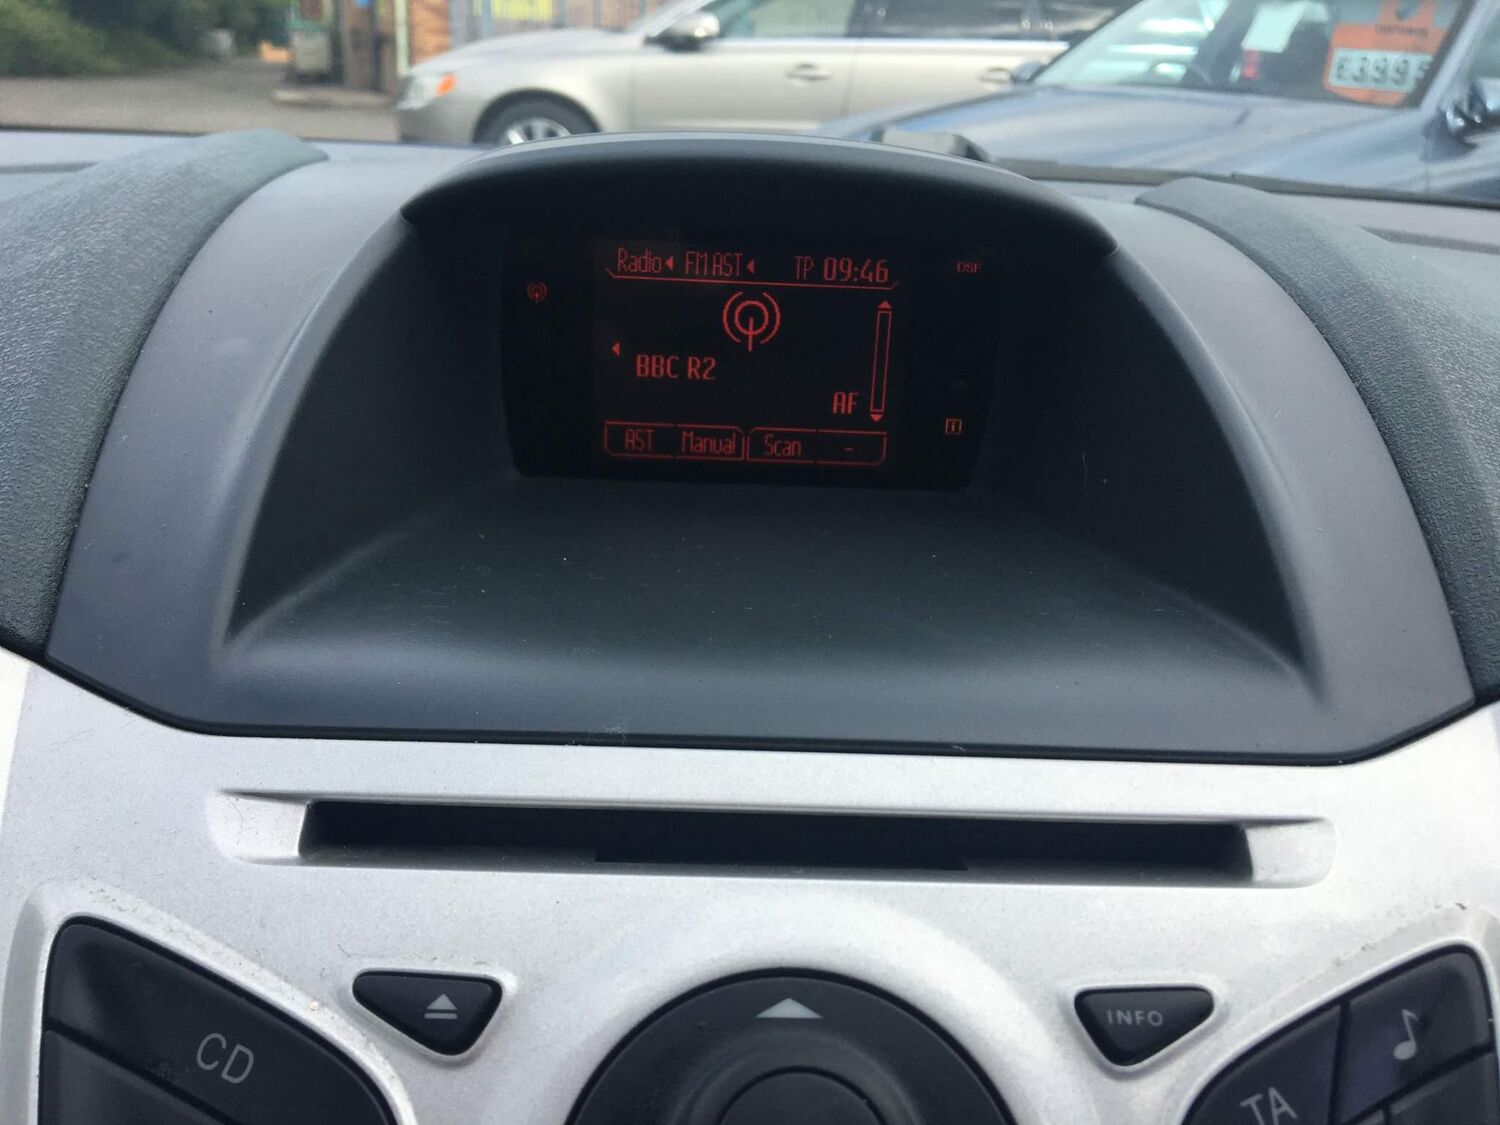 £399
Radio FM AST TP 09:46
DSP
BBC R2
AF
i
AST Manual Scan -
INFO
CD
TA